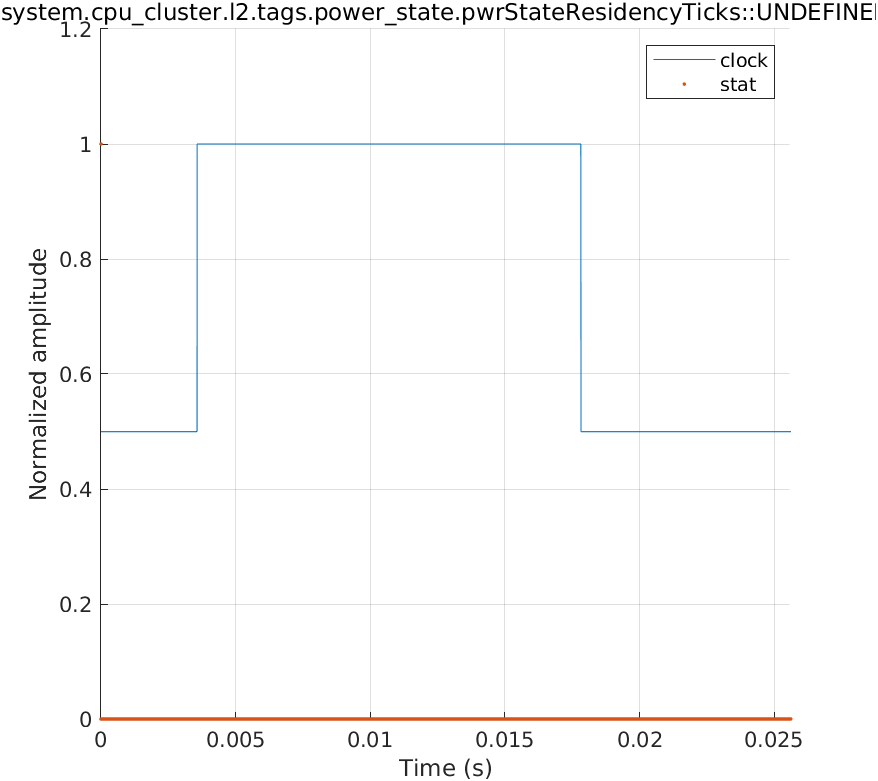 system.cpu_cluster.l2.tags.power_state.pwrStateResidencyTicks::UNDEFINED
clock
stat
1.2
1
0.8
0.6
0.4
0.2
0
Normalized amplitude
0
0.005
0.01
0.015
0.02
0.025
Time (s)